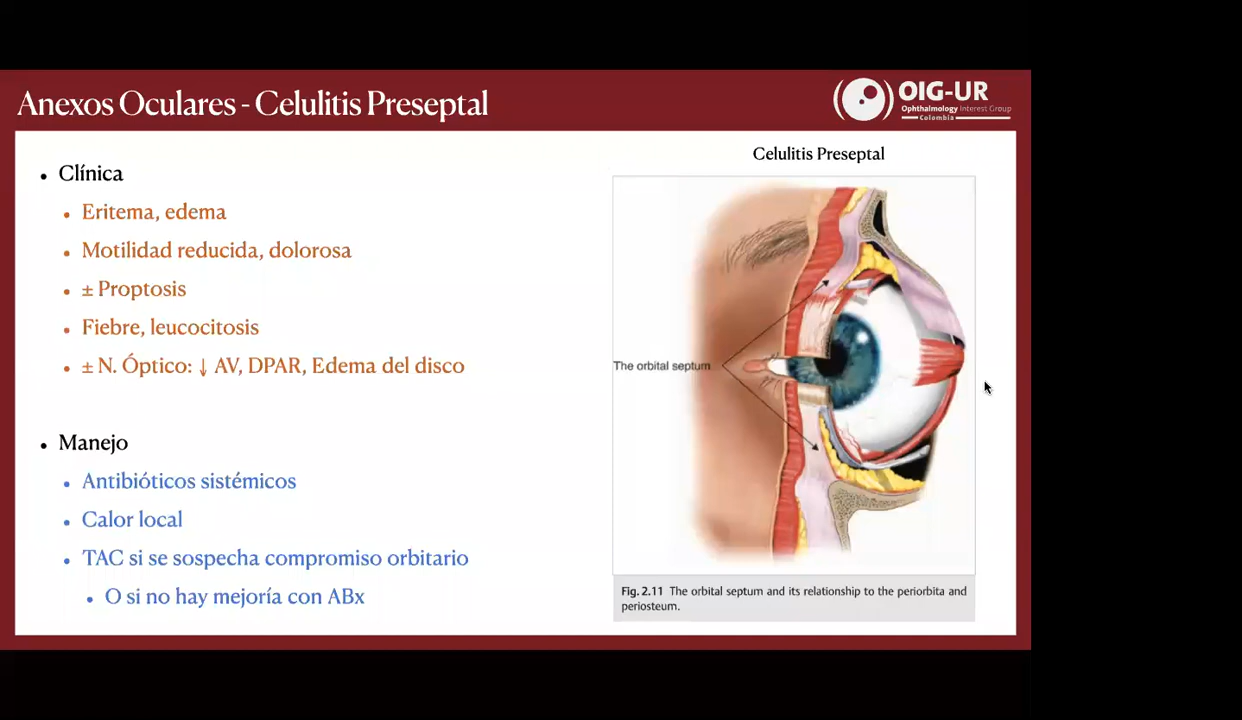 Anexos Oculares - Celulitis Preseptal
OIG-UR
Ophthalmology Interest Group
Colombia
• Clínica
• Eritema, edema
• Motilidad reducida, dolorosa
• ± Proptosis
• Fiebre, leucocitosis
• ± N. Óptico: ↓ AV, DPAR, Edema del disco
• Manejo
• Antibióticos sistémicos
• Calor local
• TAC si se sospecha compromiso orbitario
• O si no hay mejoría con ABx
Celulitis Preseptal
The orbital septum
Fig. 2.11 The orbital septum and its relationship to the periorbita and
periosteum.